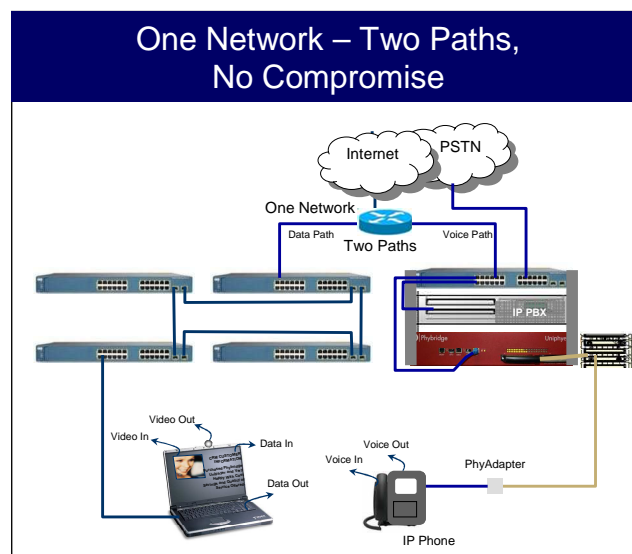 One Network – Two Paths,
No Compromise
Internet
PSTN
One Network
Data Path
Voice Path
Two Paths
IP PBX
Phybridge
Uniphyer
Video Out
Video In
Data In
Data Out
Voice Out
Voice In
PhyAdapter
IP Phone